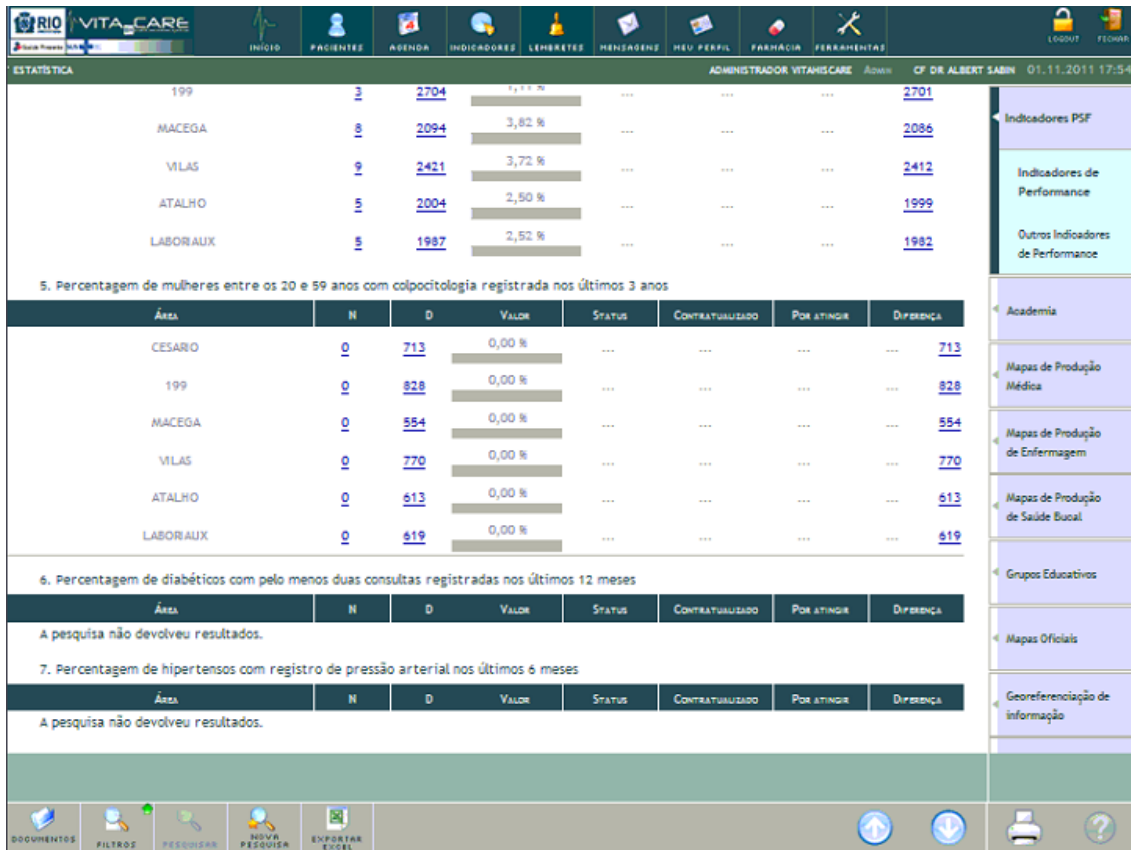 RIO VITA CARE
INÍCIO PACIENTES AGENDA INDICADORES LEMBRETES MENSAGENS MEU PERFIL FARMÁCIA FERRAMENTAS LOGOUT FECHAR
ESTATÍSTICA ADMINISTRADOR VITAHISCARE Admin CF DR ALBERT SABIN 01.11.2011 17:54
199 3 2704 1,11 % ... ... ... 2701
MACEGA 8 2094 3,82 % ... ... ... 2086
VILAS 9 2421 3,72 % ... ... ... 2412
ATALHO 5 2004 2,50 % ... ... ... 1999
LABORIAUX 5 1987 2,52 % ... ... ... 1982
5. Percentagem de mulheres entre os 20 e 59 anos com colpocitologia registrada nos últimos 3 anos
ÁREA N D VALOR STATUS CONTRATUALIZADO POR ATINGIR DIFERENÇA
CESARIO 0 713 0,00 % ... ... ... ... 713
199 0 828 0,00 % ... ... ... ... 828
MACEGA 0 554 0,00 % ... ... ... ... 554
VILAS 0 770 0,00 % ... ... ... ... 770
ATALHO 0 613 0,00 % ... ... ... ... 613
LABORIAUX 0 619 0,00 % ... ... ... ... 619
6. Percentagem de diabéticos com pelo menos duas consultas registradas nos últimos 12 meses
ÁREA N D VALOR STATUS CONTRATUALIZADO POR ATINGIR DIFERENÇA
A pesquisa não devolveu resultados.
7. Percentagem de hipertensos com registro de pressão arterial nos últimos 6 meses
ÁREA N D VALOR STATUS CONTRATUALIZADO POR ATINGIR DIFERENÇA
A pesquisa não devolveu resultados.
Indicadores PSF
Indicadores de
Performance
Outros Indicadores
de Performance
Academia
Mapas de Produção
Médica
Mapas de Produção
de Enfermagem
Mapas de Produção
de Saúde Bucal
Grupos Educativos
Mapas Oficiais
Georeferenciação de
informação
DOCUMENTOS FILTROS PESQUISAR NOVA PESQUISA EXPORTAR EXCEL